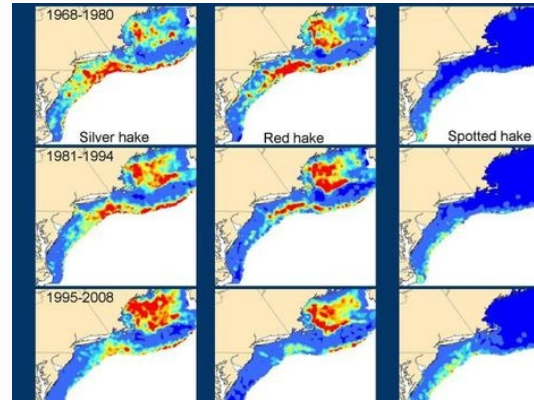 1968-1980
Silver hake
Red hake
Spotted hake
1981-1994
1995-2008